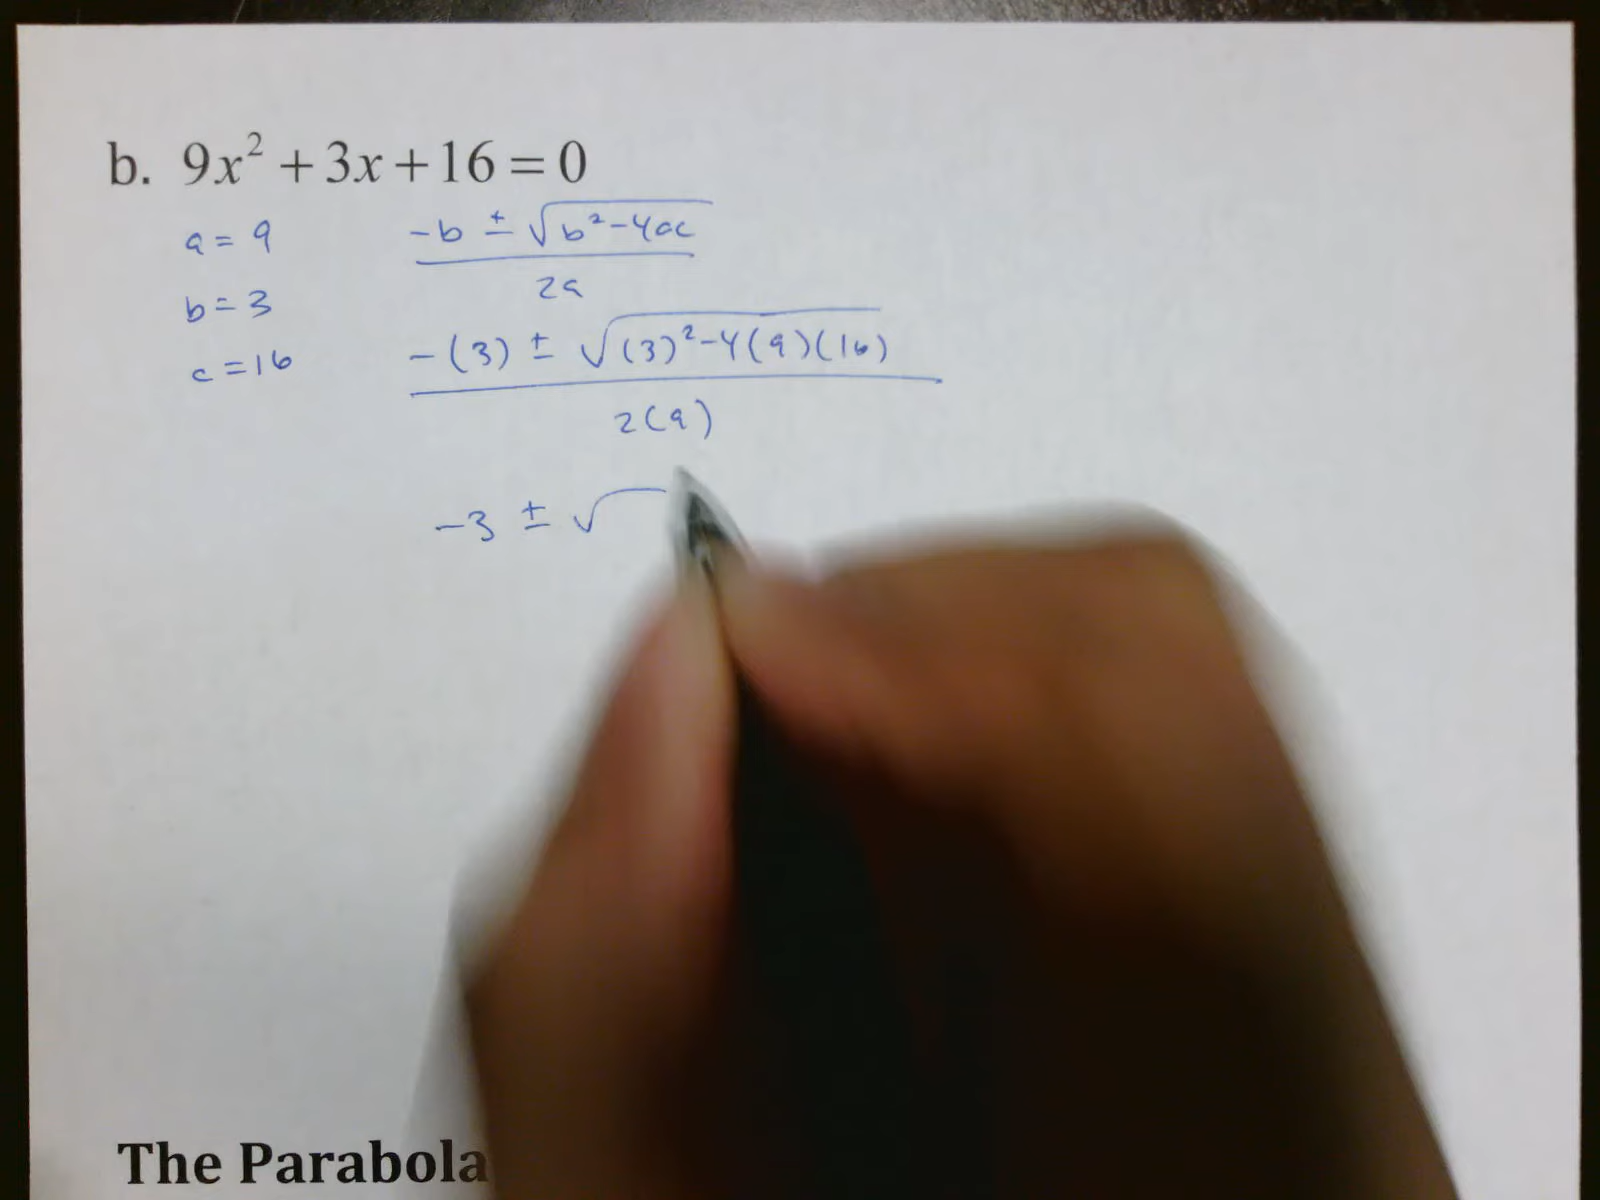 b. 9x² + 3x + 16 = 0
a = 9
-b ± √b²-4ac
2a
b = 3
-(3) ± √(3)²-4(9)(16)
c = 16
2(9)
-3 ± √
The Parabola